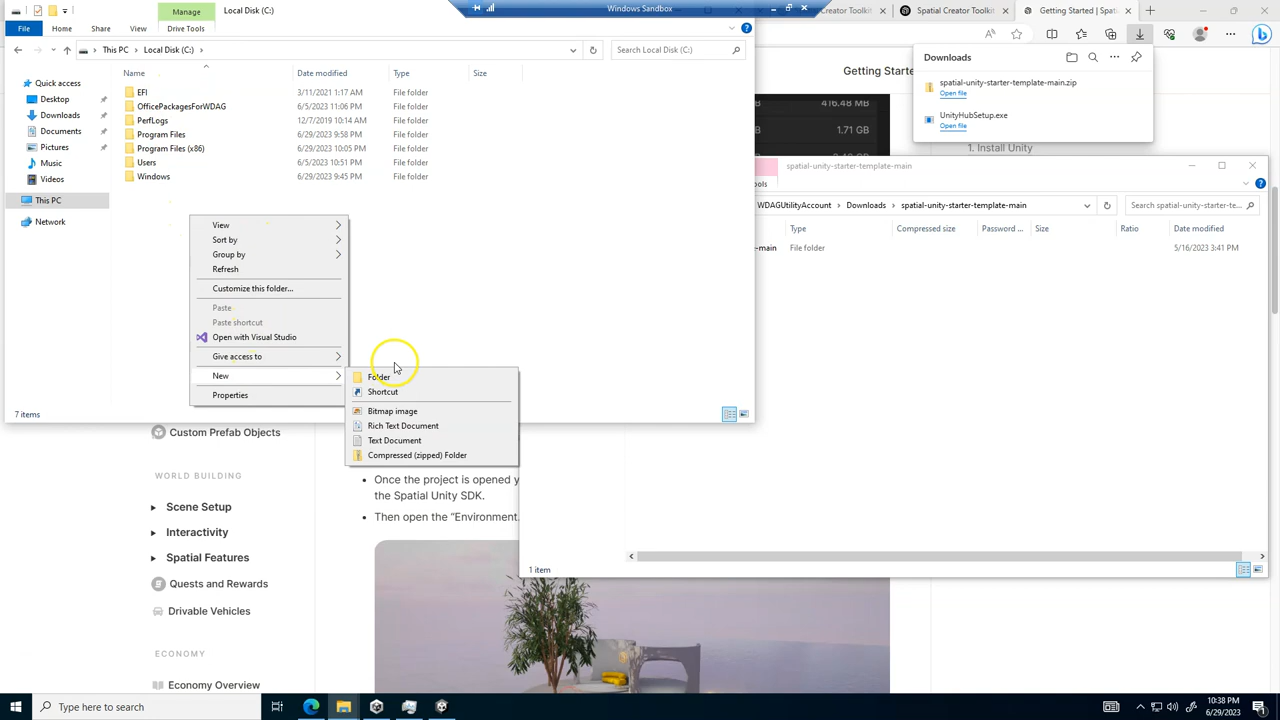 Manage
Local Disk (C:)
Windows Sandbox
File
Home
Share
View
Drive Tools
This PC
Local Disk (C:)
Search Local Disk (C:)
Name
Date modified
Type
Size
Quick access
Desktop
Downloads
Documents
Pictures
Music
Videos
This PC
Network
EFI
3/11/2021 1:17 AM
File folder
OfficePackagesForWDAG
6/5/2023 11:06 PM
File folder
PerfLogs
12/7/2019 10:14 AM
File folder
Program Files
6/29/2023 9:58 PM
File folder
Program Files (x86)
6/29/2023 10:05 PM
File folder
Users
6/5/2023 10:51 PM
File folder
Windows
6/29/2023 9:45 PM
File folder
View
Sort by
Group by
Refresh
Customize this folder...
Paste
Paste shortcut
Open with Visual Studio
Give access to
New
Properties
Folder
Shortcut
Bitmap image
Rich Text Document
Text Document
Compressed (zipped) Folder
7 items
Creator Toolkit
Spatial Creator Toolkit
Getting Started | Spat
Getting Starte
Downloads
spatial-unity-starter-template-main.zip
Open file
UnityHubSetup.exe
Open file
416.48 MB
1.71 GB
1. Install Unity
spatial-unity-starter-template-main
ools
WDAGUtilityAccount
Downloads
spatial-unity-starter-template-main
Search spatial-unity-starter-te...
Type
Compressed size
Password ...
Size
Ratio
Date modified
-main
File folder
5/16/2023 3:41 PM
1 item
Custom Prefab Objects
WORLD BUILDING
Scene Setup
Interactivity
Spatial Features
Quests and Rewards
Drivable Vehicles
ECONOMY
Economy Overview
Once the project is opened y
the Spatial Unity SDK.
Then open the “Environment.
Type here to search
10:38 PM
6/29/2023